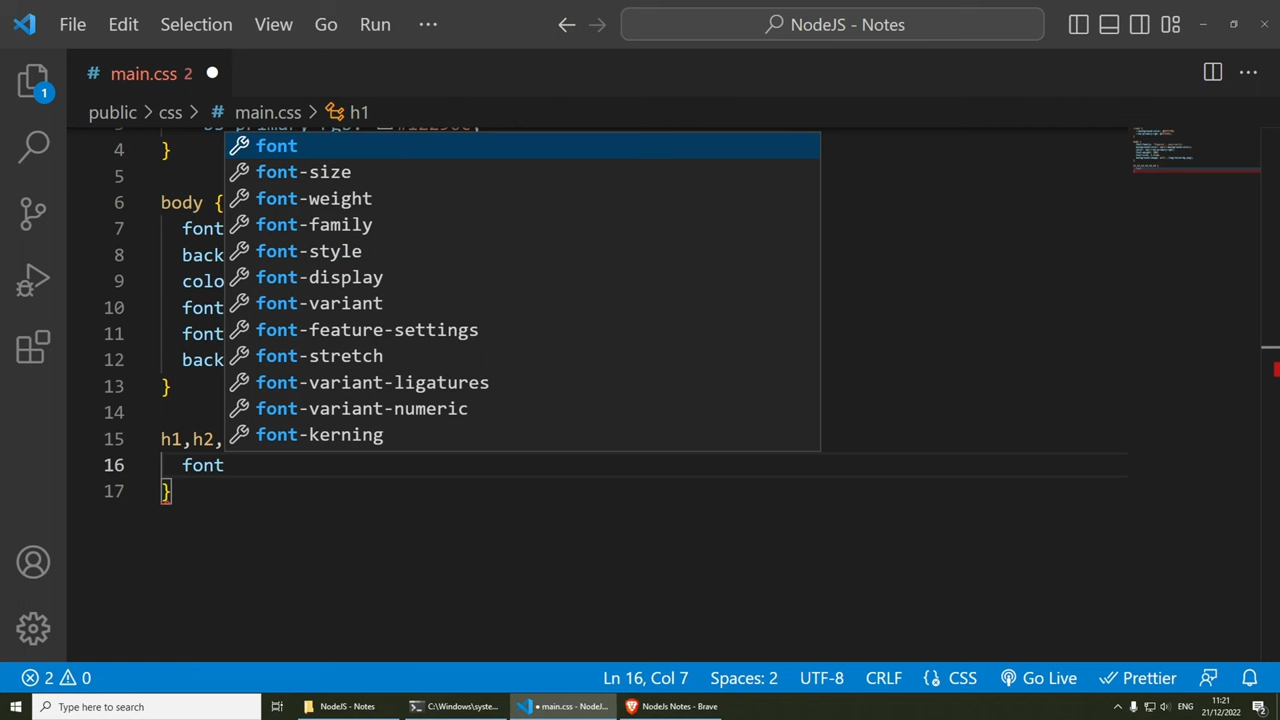 File Edit Selection View Go Run ...
NodeJS - Notes
# main.css 2
public > css > # main.css > h1
4 }
5
6 body {
7 font
8 back
9 colo
10 font
11 font
12 back
13 }
14
15 h1,h2,
16 font
17 }
font
font-size
font-weight
font-family
font-style
font-display
font-variant
font-feature-settings
font-stretch
font-variant-ligatures
font-variant-numeric
font-kerning
1
2 0
Ln 16, Col 7 Spaces: 2 UTF-8 CRLF {} CSS Go Live Prettier
Type here to search
NodeJS - Notes
C:\Windows\syste...
● main.css - NodeJ...
NodeJs Notes - Brave
ENG
11:21
21/12/2022
2